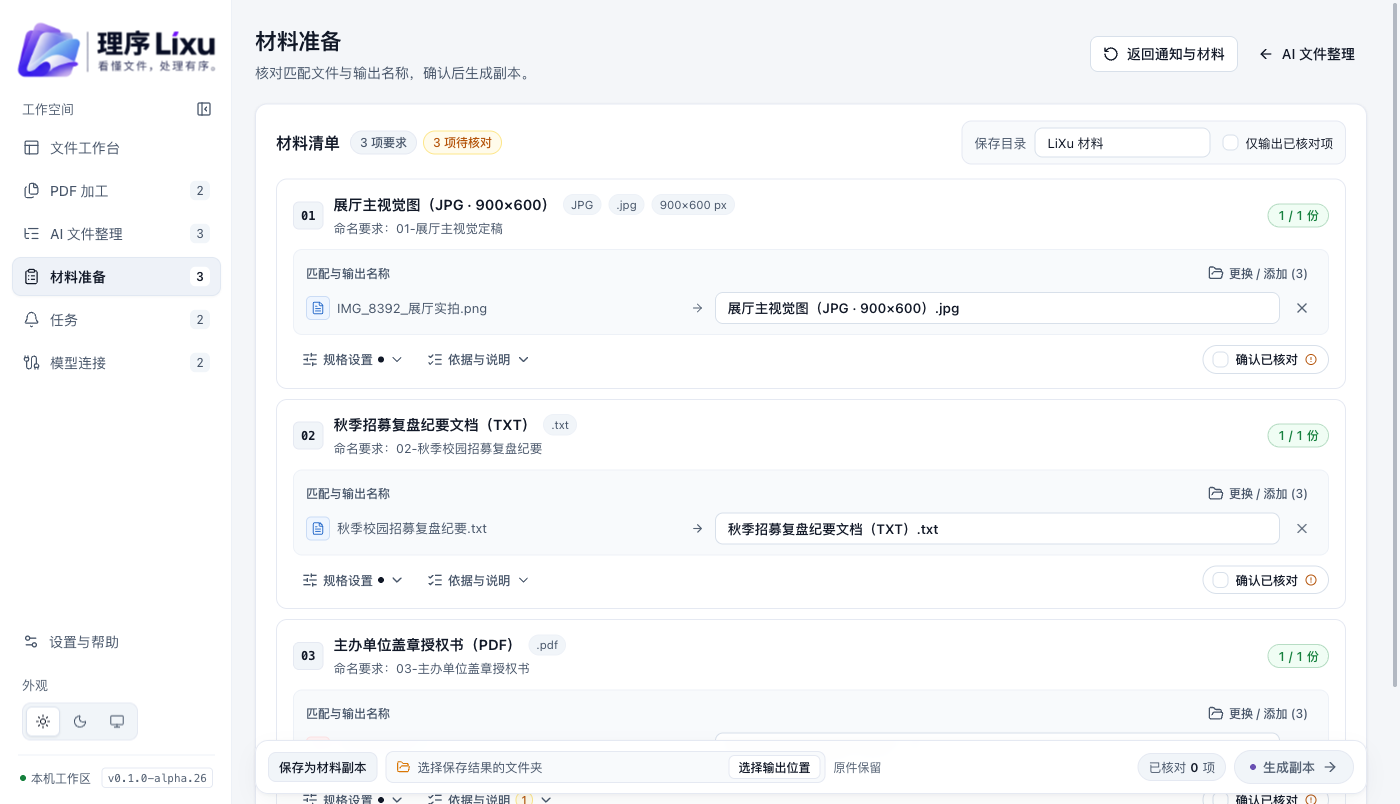 理序 Lixu
看懂文件，处理有序。
工作空间
文件工作台
PDF 加工 2
AI 文件整理 3
材料准备 3
任务 2
模型连接 2
设置与帮助
外观
本机工作区 v0.1.0-alpha.26
材料准备
核对匹配文件与输出名称，确认后生成副本。
返回通知与材料 AI 文件整理
材料清单 3 项要求 3 项待核对 保存目录 LiXu 材料 仅输出已核对项
01 展厅主视觉图（JPG · 900×600） JPG .jpg 900×600 px 1 / 1 份
命名要求：01-展厅主视觉定稿
匹配与输出名称 更换 / 添加 (3)
IMG_8392_展厅实拍.png → 展厅主视觉图（JPG · 900×600）.jpg
规格设置 依据与说明 确认已核对
02 秋季招募复盘纪要文档（TXT） .txt 1 / 1 份
命名要求：02-秋季校园招募复盘纪要
匹配与输出名称 更换 / 添加 (3)
秋季校园招募复盘纪要.txt → 秋季招募复盘纪要文档（TXT）.txt
规格设置 依据与说明 确认已核对
03 主办单位盖章授权书（PDF） .pdf 1 / 1 份
命名要求：03-主办单位盖章授权书
匹配与输出名称 更换 / 添加 (3)
保存为材料副本 选择保存结果的文件夹 选择输出位置 原件保留 已核对 0 项 生成副本 →
规格设置 依据与说明 1 确认已核对